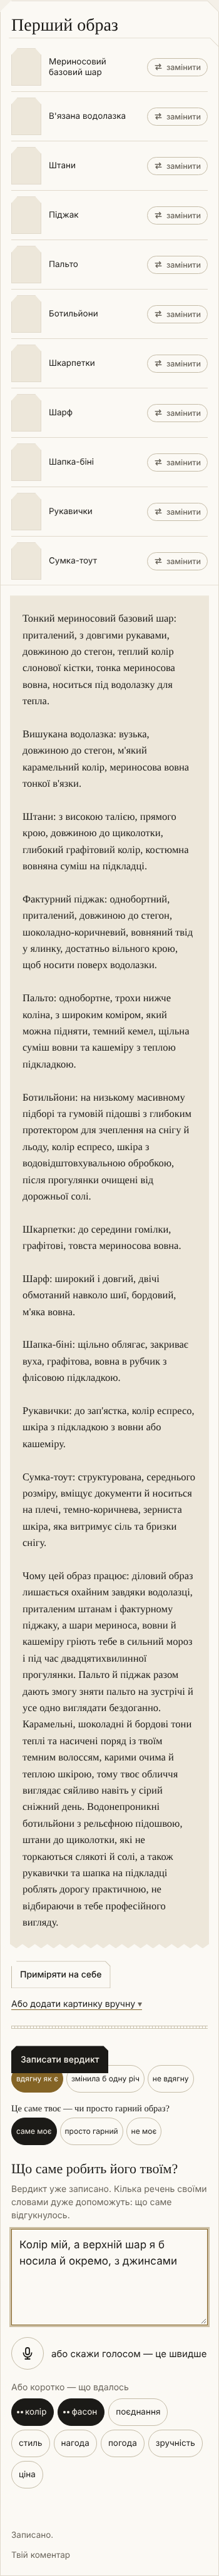 Перший образ
Мериносовий
базовий шар
замінити
В'язана водолазка
замінити
Штани
замінити
Піджак
замінити
Пальто
замінити
Ботильйони
замінити
Шкарпетки
замінити
Шарф
замінити
Шапка-біні
замінити
Рукавички
замінити
Сумка-тоут
замінити
Тонкий мериносовий базовий шар:
приталений, з довгими рукавами,
довжиною до стегон, теплий колір
слонової кістки, тонка мериносова
вовна, носиться під водолазку для
тепла.
Вишукана водолазка: вузька,
довжиною до стегон, м'який
карамельний колір, мериносова вовна
тонкої в'язки.
Штани: з високою талією, прямого
крою, довжиною до щиколотки,
глибокий графітовий колір, костюмна
вовняна суміш на підкладці.
Фактурний піджак: однобортний,
приталений, довжиною до стегон,
шоколадно-коричневий, вовняний твід
у ялинку, достатньо вільного крою,
щоб носити поверх водолазки.
Пальто: однобортне, трохи нижче
коліна, з широким коміром, який
можна підняти, темний кемел, щільна
суміш вовни та кашеміру з теплою
підкладкою.
Ботильйони: на низькому масивному
підборі та гумовій підошві з глибоким
протектором для зчеплення на снігу й
льоду, колір еспресо, шкіра з
водовідштовхувальною обробкою,
після прогулянки очищені від
дорожньої солі.
Шкарпетки: до середини гомілки,
графітові, товста мериносова вовна.
Шарф: широкий і довгий, двічі
обмотаний навколо шиї, бордовий,
м'яка вовна.
Шапка-біні: щільно облягає, закриває
вуха, графітова, вовна в рубчик з
флісовою підкладкою.
Рукавички: до зап'ястка, колір еспресо,
шкіра з підкладкою з вовни або
кашеміру.
Сумка-тоут: структурована, середнього
розміру, вміщує документи й носиться
на плечі, темно-коричнева, зерниста
шкіра, яка витримує сіль та бризки
снігу.
Чому цей образ працює: діловий образ
лишається охайним завдяки водолазці,
приталеним штанам і фактурному
піджаку, а шари мериноса, вовни й
кашеміру гріють тебе в сильний мороз
і під час двадцятихвилинної
прогулянки. Пальто й піджак разом
дають змогу зняти пальто на зустрічі й
усе одно виглядати бездоганно.
Карамельні, шоколадні й бордові тони
теплі та насичені поряд із твоїм
темним волоссям, карими очима й
теплою шкірою, тому твоє обличчя
виглядає сяйливо навіть у сірий
сніжний день. Водонепроникні
ботильйони з рельєфною підошвою,
штани до щиколотки, які не
торкаються слякоті й солі, а також
рукавички та шапка на підкладці
роблять дорогу практичною, не
відбираючи в тебе професійного
вигляду.
Приміряти на себе
Або додати картинку вручну ▾
Записати вердикт
вдягну як є
змінила б одну річ
не вдягну
Це саме твоє — чи просто гарний образ?
саме моє
просто гарний
не моє
Що саме робить його твоїм?
Вердикт уже записано. Кілька речень своїми
словами дуже допоможуть: що саме
відгукнулось.
Колір мій, а верхній шар я б
носила й окремо, з джинсами
або скажи голосом — це швидше
Або коротко — що вдалось
•• колір
•• фасон
поєднання
стиль
нагода
погода
зручність
ціна
Записано.
Твій коментар